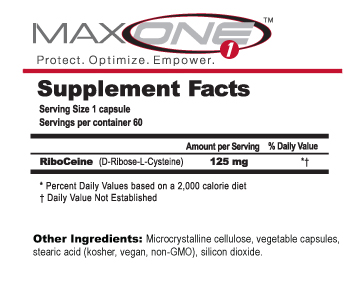 MAXONE™
1
Protect. Optimize. Empower.
Supplement Facts
Serving Size 1 capsule
Servings per container 60
Amount per Serving % Daily Value
RiboCeine (D-Ribose-L-Cysteine) 125 mg *†
* Percent Daily Values based on a 2,000 calorie diet
† Daily Value Not Established
Other Ingredients: Microcrystalline cellulose, vegetable capsules,
stearic acid (kosher, vegan, non-GMO), silicon dioxide.